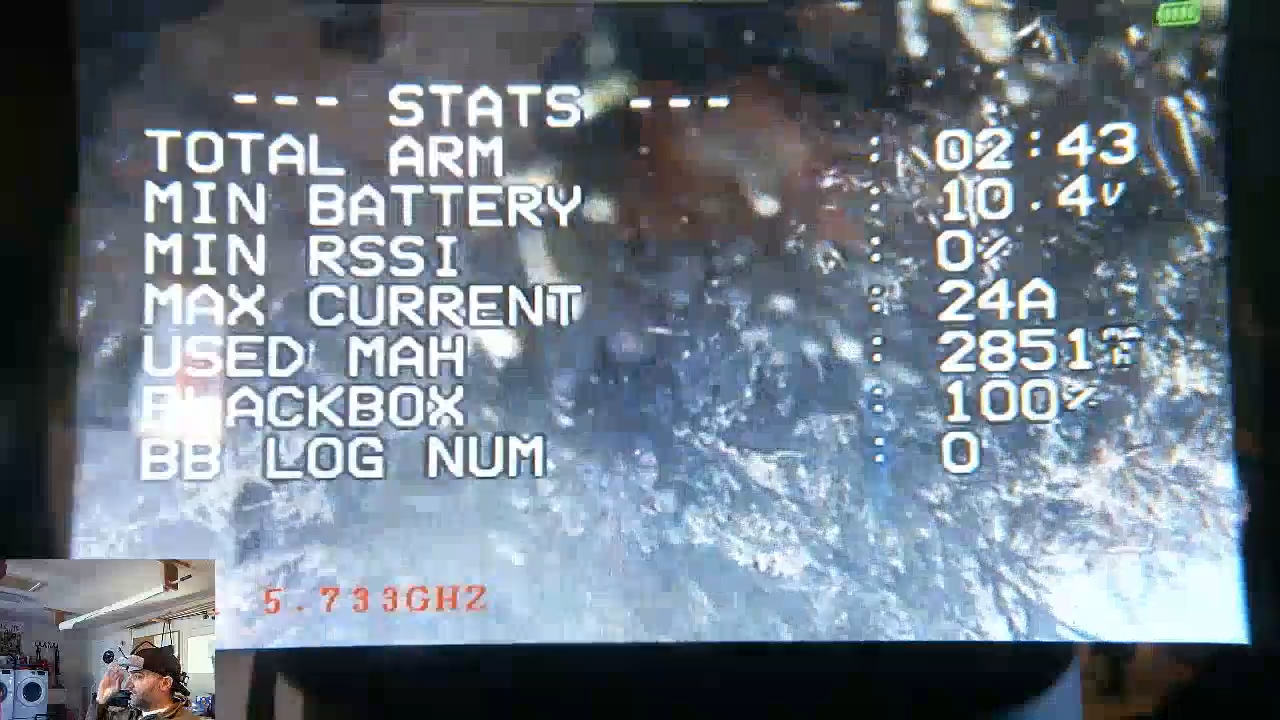 --- STATS ---
TOTAL ARM : 02:43
MIN BATTERY : 10.4V
MIN RSSI : 0%
MAX CURRENT : 24A
USED MAH : 2851
BLACKBOX : 100%
BB LOG NUM : 0
5.733GHZ